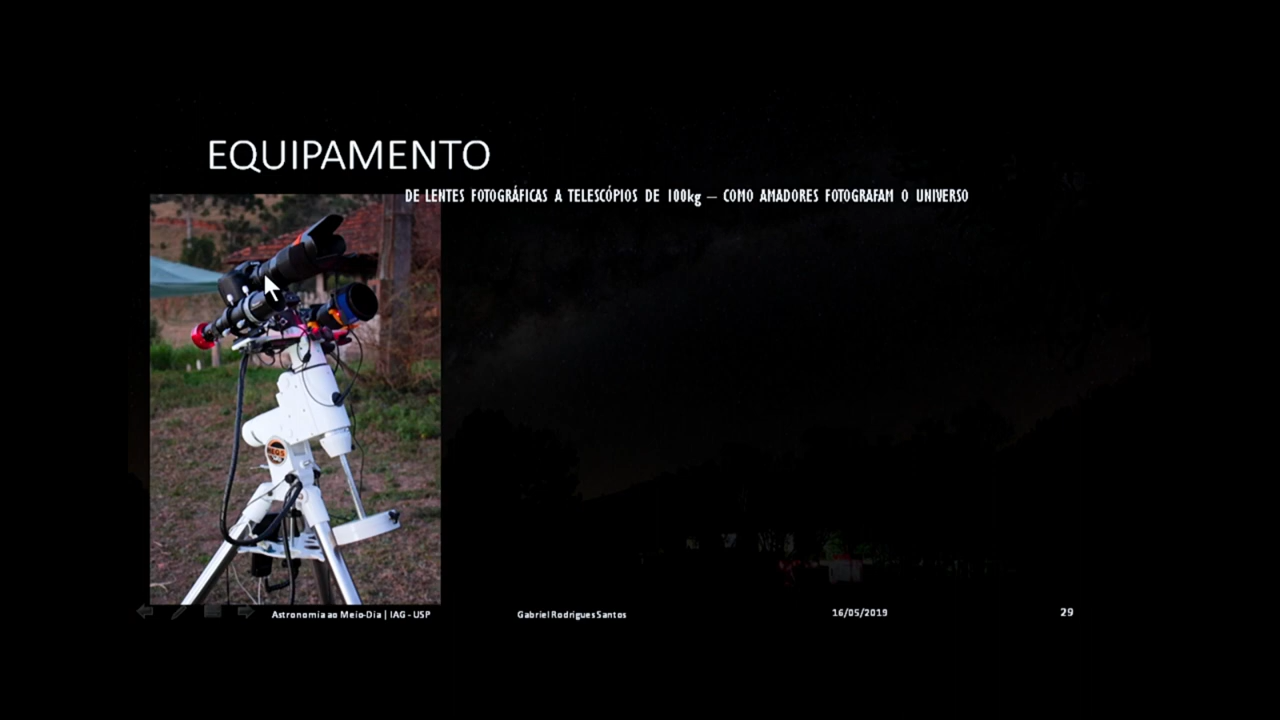 EQUIPAMENTO
DE LENTES FOTOGRÁFICAS A TELESCÓPIOS DE 100kg – COMO AMADORES FOTOGRAFAM O UNIVERSO
Astronomia ao Meio-Dia | IAG - USP
Gabriel Rodrigues Santos
16/05/2019
29